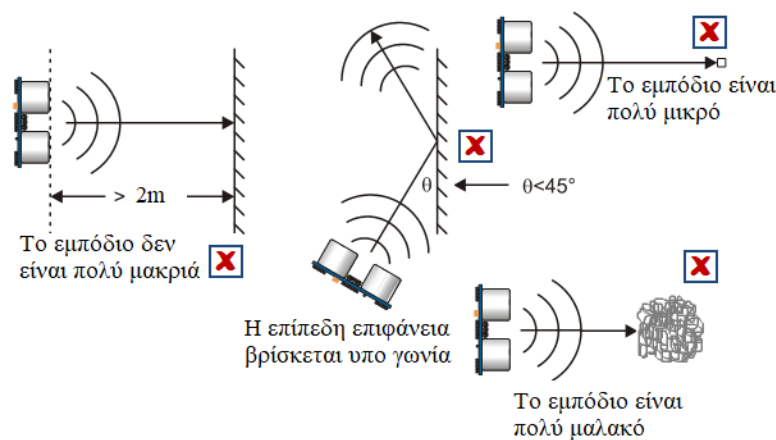 > 2m
Το εμπόδιο δεν
είναι πολύ μακριά
θ
θ<45°
Η επίπεδη επιφάνεια
βρίσκεται υπο γωνία
Το εμπόδιο είναι
πολύ μικρό
Το εμπόδιο είναι
πολύ μαλακό